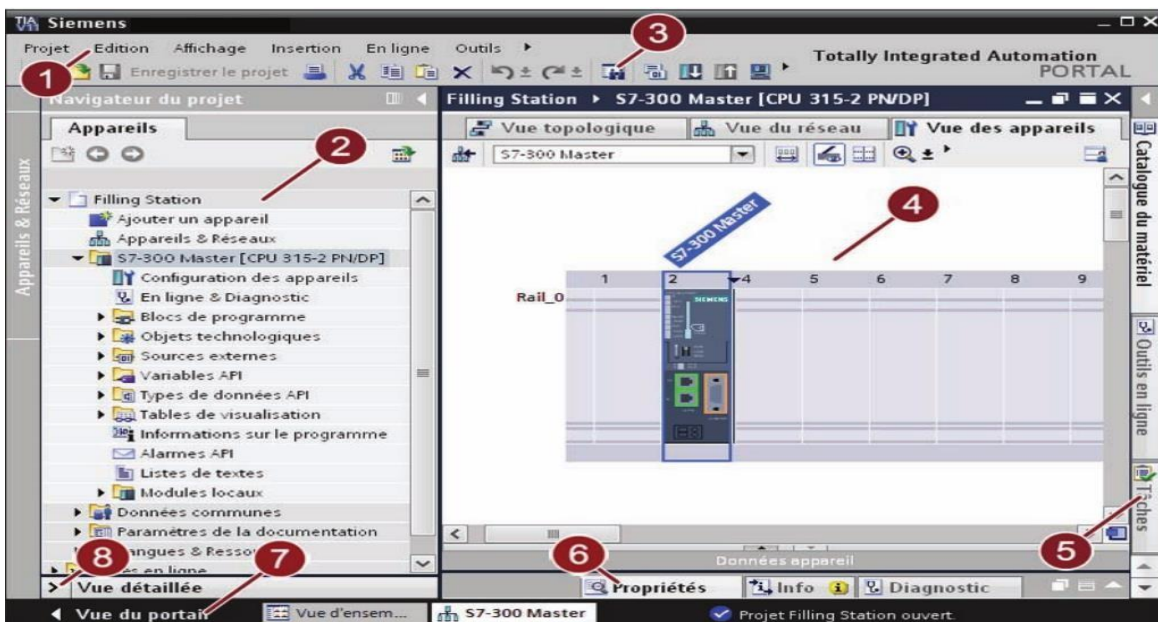 Siemens
Projet Edition Affichage Insertion En ligne Outils
Totally Integrated Automation
PORTAL
1
3
Enregistrer le projet
Navigateur du projet
Filling Station S7-300 Master [CPU 315-2 PN/DP]
Appareils
Vue topologique Vue du réseau Vue des appareils
2
S7-300 Master
Appareils & Réseaux
Filling Station
Ajouter un appareil
Appareils & Réseaux
S7-300 Master [CPU 315-2 PN/DP]
Configuration des appareils
En ligne & Diagnostic
Blocs de programme
Objets technologiques
Sources externes
Variables API
Types de données API
Tables de visualisation
Informations sur le programme
Alarmes API
Listes de textes
Modules locaux
Données communes
Paramètres de la documentation
Langues & Resso
8
7
Vue détaillée
4
S7-300 Master
1 2 4 5 6 7 8 9
Rail_0
SIEMENS
Catalogue du matériel
Outils en ligne
Tâches
5
Données appareil
6
Propriétés Info Diagnostic
Vue du portail Vue d'ensem... S7-300 Master Projet Filling Station ouvert.